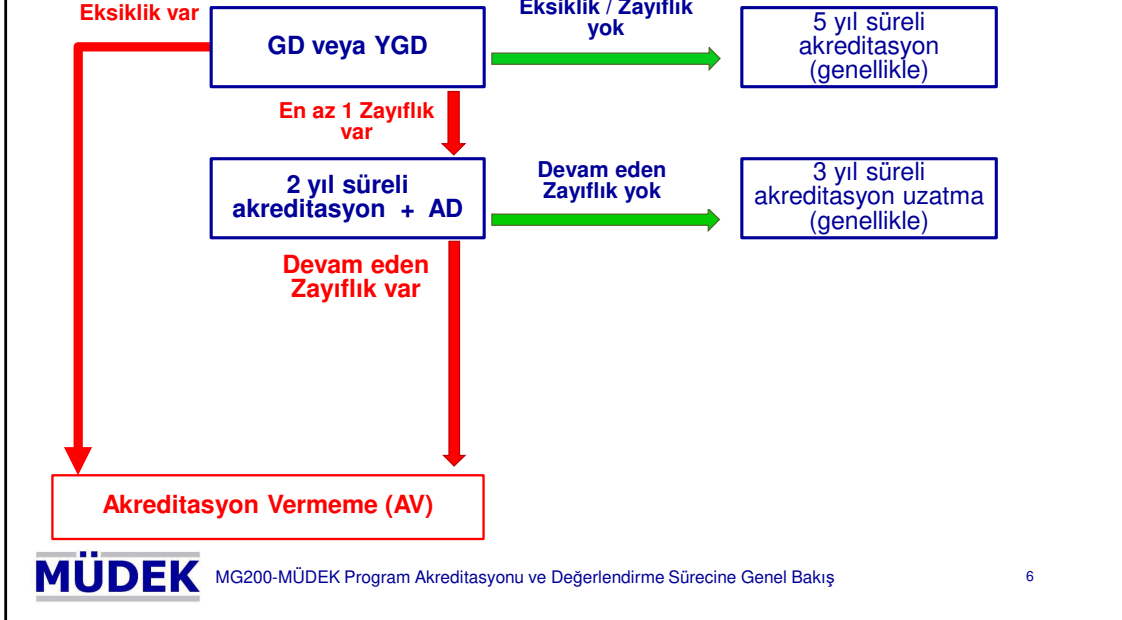 Eksiklik var
GD veya YGD
Eksiklik / Zayıflık
yok
5 yıl süreli
akreditasyon
(genellikle)
En az 1 Zayıflık
var
2 yıl süreli
akreditasyon + AD
Devam eden
Zayıflık yok
3 yıl süreli
akreditasyon uzatma
(genellikle)
Devam eden
Zayıflık var
Akreditasyon Vermeme (AV)
MÜDEK
MG200-MÜDEK Program Akreditasyonu ve Değerlendirme Sürecine Genel Bakış
6